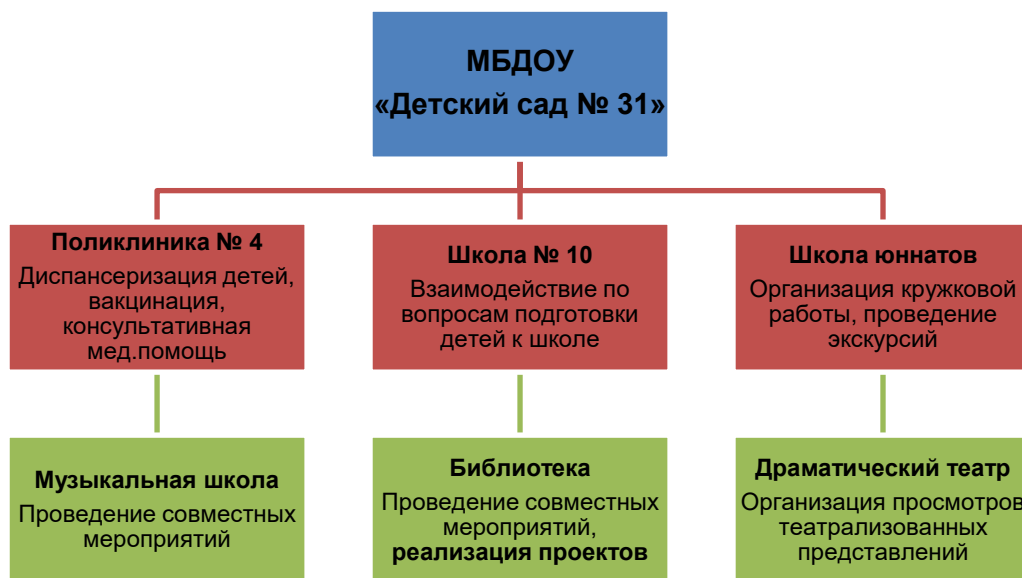 МБДОУ
«Детский сад № 31»
Поликлиника № 4
Диспансеризация детей,
вакцинация,
консультативная
мед.помощь
Школа № 10
Взаимодействие по
вопросам подготовки
детей к школе
Школа юннатов
Организация кружковой
работы, проведение
экскурсий
Музыкальная школа
Проведение совместных
мероприятий
Библиотека
Проведение совместных
мероприятий,
реализация проектов
Драматический театр
Организация просмотров
театрализованных
представлений